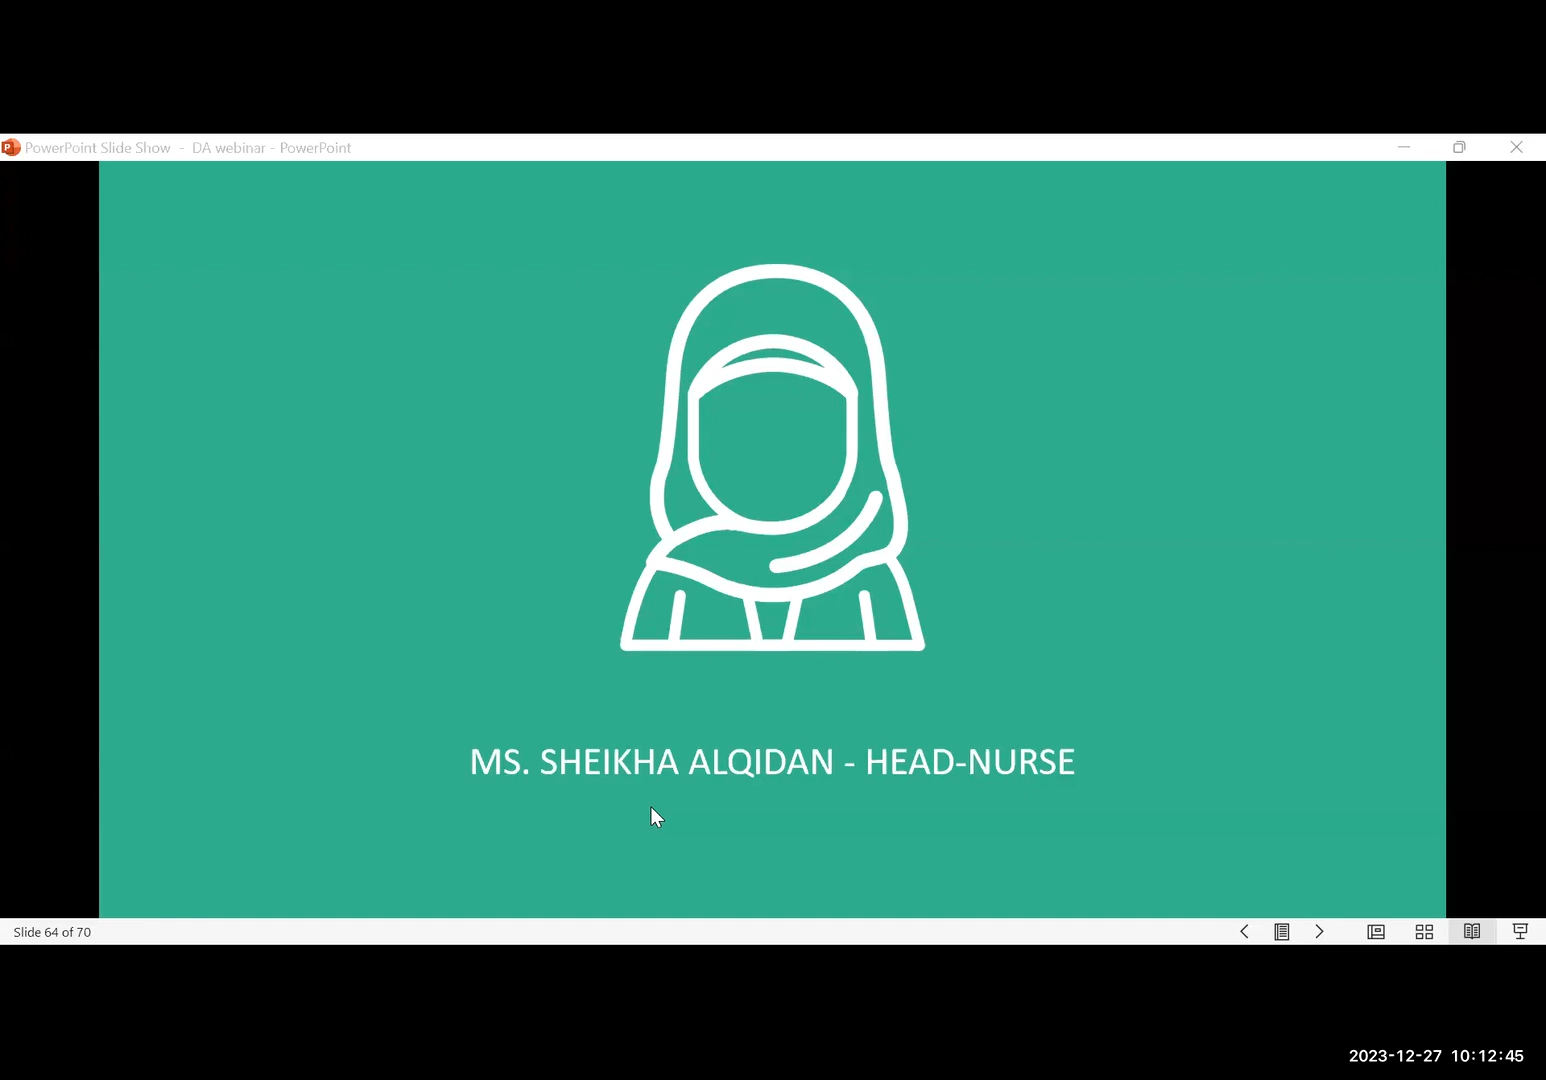 PowerPoint Slide Show - DA webinar - PowerPoint
MS. SHEIKHA ALQIDAN - HEAD-NURSE
Slide 64 of 70
2023-12-27 10:12:45